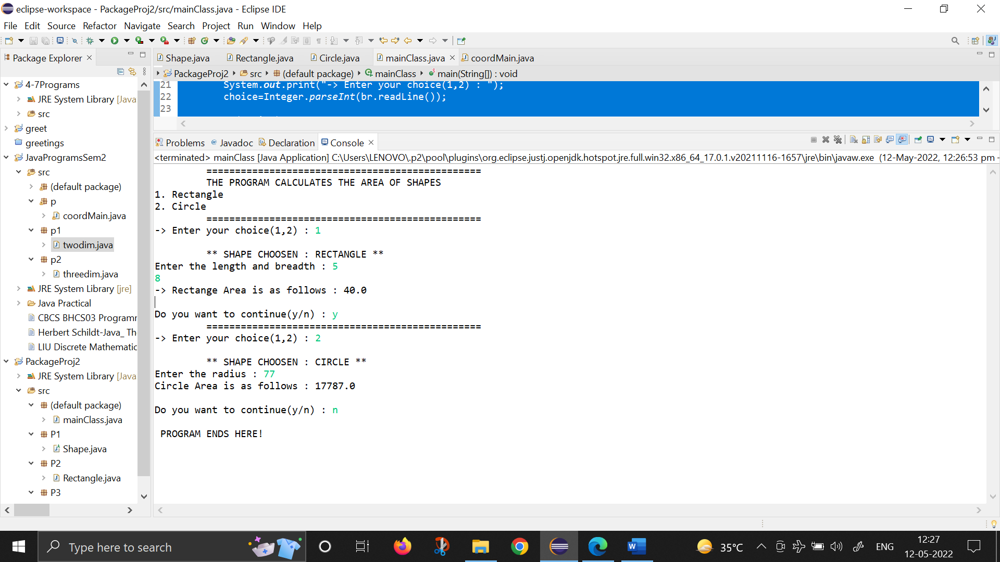 eclipse-workspace - PackageProj2/src/mainClass.java - Eclipse IDE
File Edit Source Refactor Navigate Search Project Run Window Help
Package Explorer
4-7Programs
JRE System Library [Java
src
greet
greetings
JavaProgramsSem2
src
(default package)
p
coordMain.java
p1
twodim.java
p2
threedim.java
JRE System Library [jre]
Java Practical
CBCS BHCS03 Programr
Herbert Schildt-Java_ Th
LIU Discrete Mathematic
PackageProj2
JRE System Library [Java
src
(default package)
mainClass.java
P1
Shape.java
P2
Rectangle.java
P3
Shape.java Rectangle.java Circle.java mainClass.java coordMain.java
PackageProj2 src (default package) mainClass main(String[]) : void
21 System.out.print("-> Enter your choice(1,2) : ");
22 choice=Integer.parseInt(br.readLine());
23
Problems @ Javadoc Declaration Console
<terminated> mainClass [Java Application] C:\Users\LENOVO\.p2\pool\plugins\org.eclipse.justj.openjdk.hotspot.jre.full.win32.x86_64_17.0.1.v20211116-1657\jre\bin\javaw.exe (12-May-2022, 12:26:53 pm -
================================================
THE PROGRAM CALCULATES THE AREA OF SHAPES
1. Rectangle
2. Circle
================================================
-> Enter your choice(1,2) : 1
** SHAPE CHOOSEN : RECTANGLE **
Enter the length and breadth : 5
8
-> Rectange Area is as follows : 40.0
Do you want to continue(y/n) : y
================================================
-> Enter your choice(1,2) : 2
** SHAPE CHOOSEN : CIRCLE **
Enter the radius : 77
Circle Area is as follows : 17787.0
Do you want to continue(y/n) : n
PROGRAM ENDS HERE!
Type here to search
35°C
ENG
12:27
12-05-2022